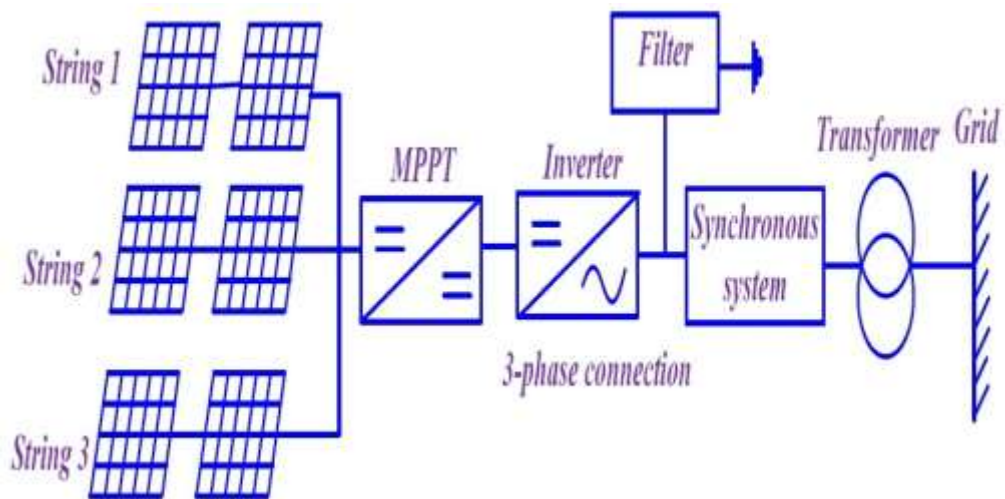 String 1
String 2
String 3
MPPT
Inverter
3-phase connection
Filter
Synchronous
system
Transformer
Grid